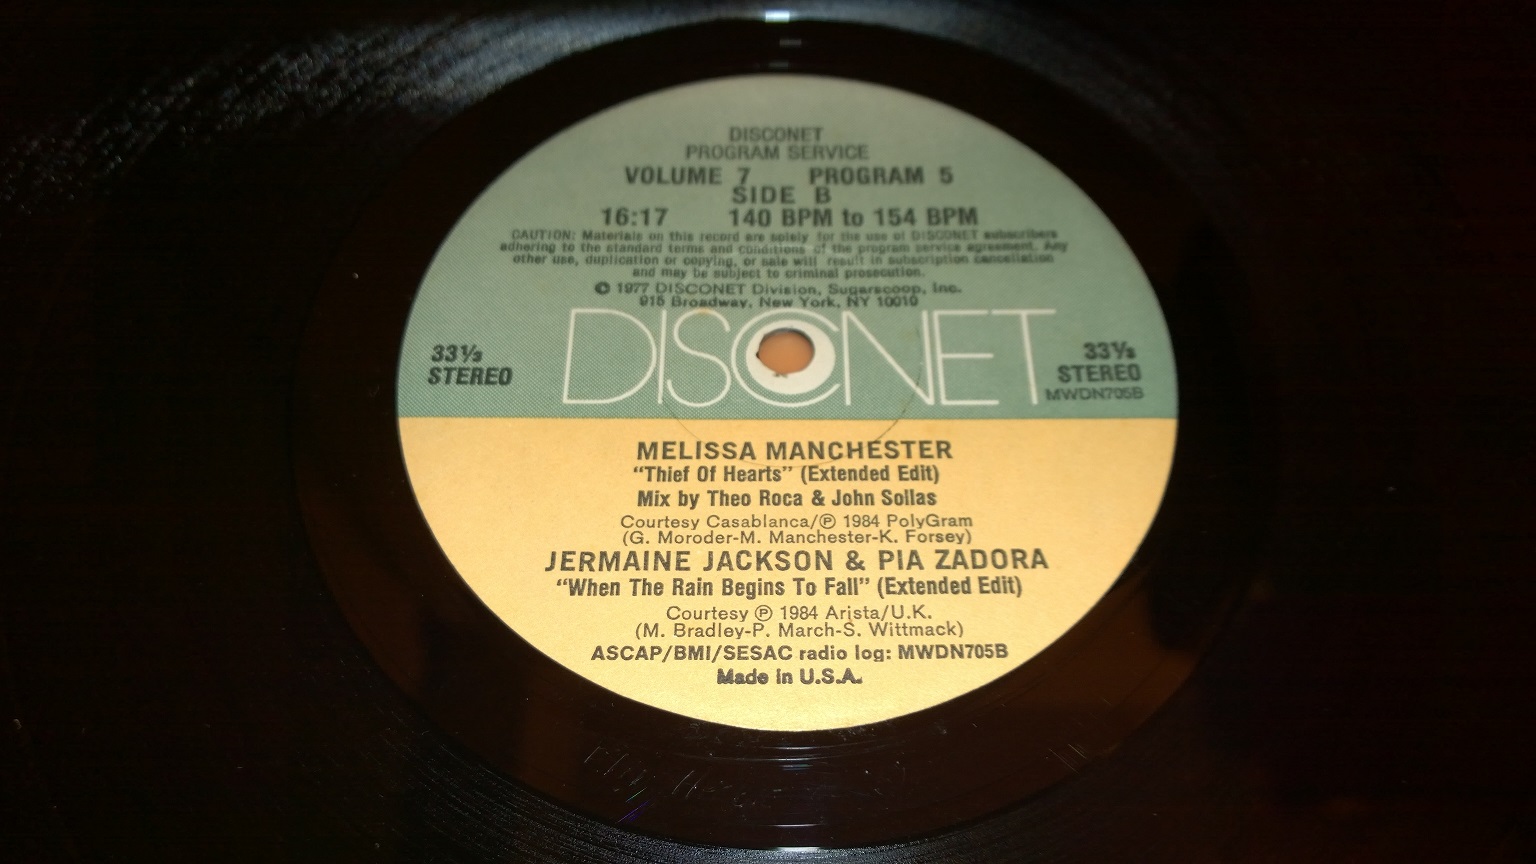 DISCONET
PROGRAM SERVICE
VOLUME 7 PROGRAM 5
SIDE B
16:17 140 BPM to 154 BPM
CAUTION: Materials on this record are solely for the use of DISCONET subscribers
adhering to the standard terms and conditions of the program service agreement. Any
other use, duplication or copying, or sale will result in subscription cancellation
and may be subject to criminal prosecution.
© 1977 DISCONET Division, Sugarscoop, Inc.
915 Broadway, New York, NY 10010
DISCONET
33⅓
STEREO
33⅓
STEREO
MWDN705B
MELISSA MANCHESTER
“Thief Of Hearts” (Extended Edit)
Mix by Theo Roca & John Sollas
Courtesy Casablanca/℗ 1984 PolyGram
(G. Moroder-M. Manchester-K. Forsey)
JERMAINE JACKSON & PIA ZADORA
“When The Rain Begins To Fall” (Extended Edit)
Courtesy ℗ 1984 Arista/U.K.
(M. Bradley-P. March-S. Wittmack)
ASCAP/BMI/SESAC radio log: MWDN705B
Made in U.S.A.